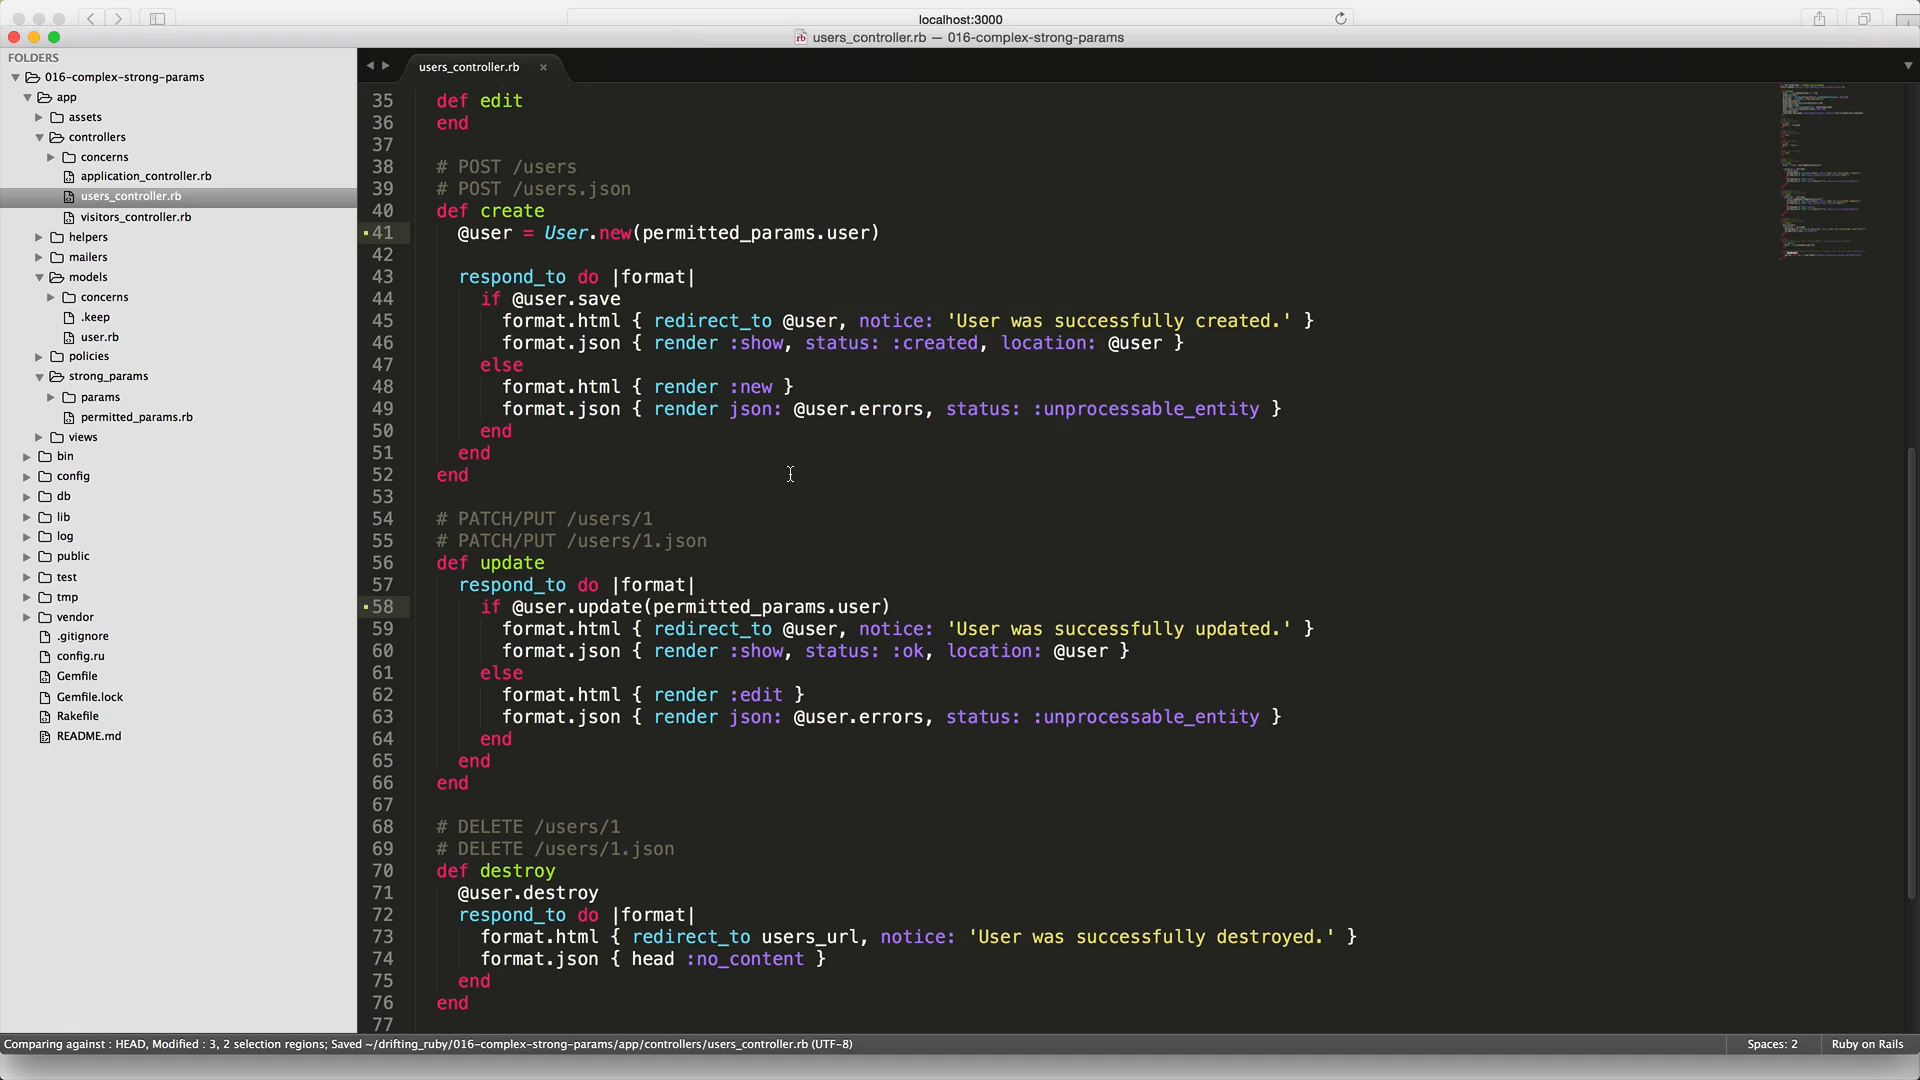 localhost:3000
users_controller.rb — 016-complex-strong-params
FOLDERS
016-complex-strong-params
app
assets
controllers
concerns
application_controller.rb
users_controller.rb
visitors_controller.rb
helpers
mailers
models
concerns
.keep
user.rb
policies
strong_params
params
permitted_params.rb
views
bin
config
db
lib
log
public
test
tmp
vendor
.gitignore
config.ru
Gemfile
Gemfile.lock
Rakefile
README.md
users_controller.rb ×
35 def edit
36 end
37
38 # POST /users
39 # POST /users.json
40 def create
41 @user = User.new(permitted_params.user)
42
43 respond_to do |format|
44 if @user.save
45 format.html { redirect_to @user, notice: 'User was successfully created.' }
46 format.json { render :show, status: :created, location: @user }
47 else
48 format.html { render :new }
49 format.json { render json: @user.errors, status: :unprocessable_entity }
50 end
51 end
52 end
53
54 # PATCH/PUT /users/1
55 # PATCH/PUT /users/1.json
56 def update
57 respond_to do |format|
58 if @user.update(permitted_params.user)
59 format.html { redirect_to @user, notice: 'User was successfully updated.' }
60 format.json { render :show, status: :ok, location: @user }
61 else
62 format.html { render :edit }
63 format.json { render json: @user.errors, status: :unprocessable_entity }
64 end
65 end
66 end
67
68 # DELETE /users/1
69 # DELETE /users/1.json
70 def destroy
71 @user.destroy
72 respond_to do |format|
73 format.html { redirect_to users_url, notice: 'User was successfully destroyed.' }
74 format.json { head :no_content }
75 end
76 end
77
Comparing against : HEAD, Modified : 3, 2 selection regions; Saved ~/drifting_ruby/016-complex-strong-params/app/controllers/users_controller.rb (UTF-8)
Spaces: 2
Ruby on Rails